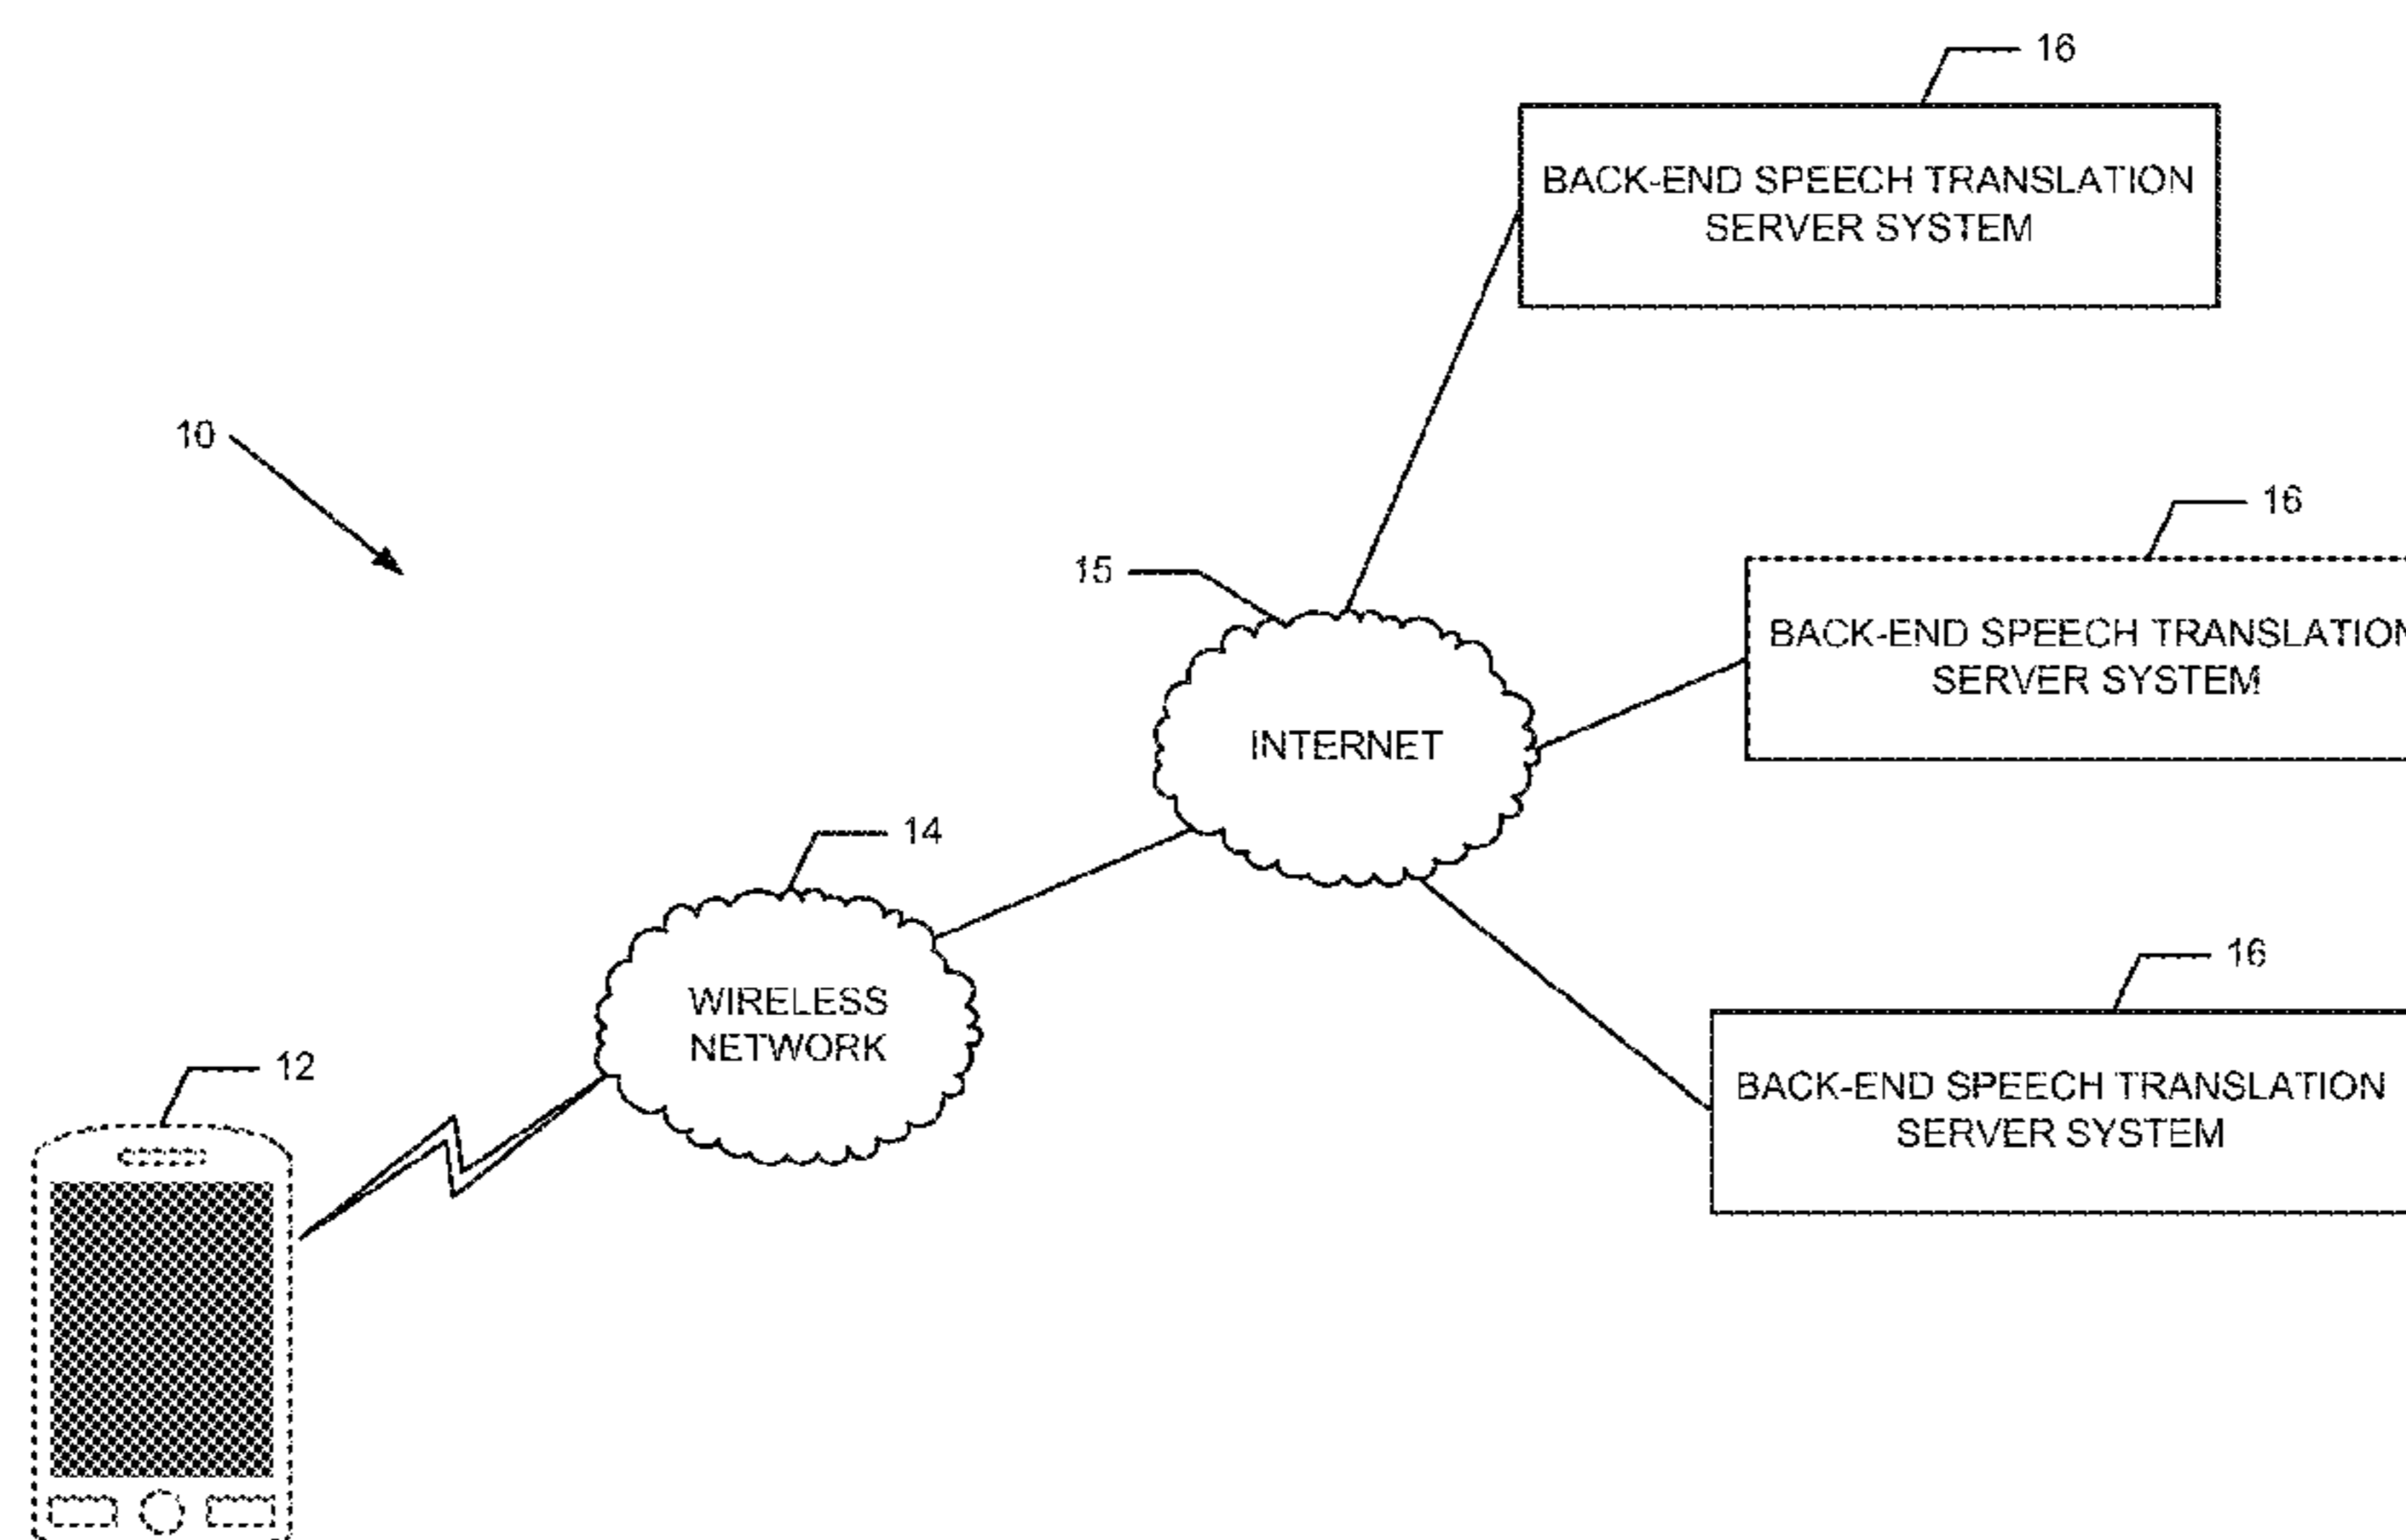 16
BACK-END SPEECH TRANSLATION
SERVER SYSTEM
10
16
15
BACK-END SPEECH TRANSLATION
SERVER SYSTEM
INTERNET
14
16
WIRELESS
NETWORK
12
BACK-END SPEECH TRANSLATION
SERVER SYSTEM